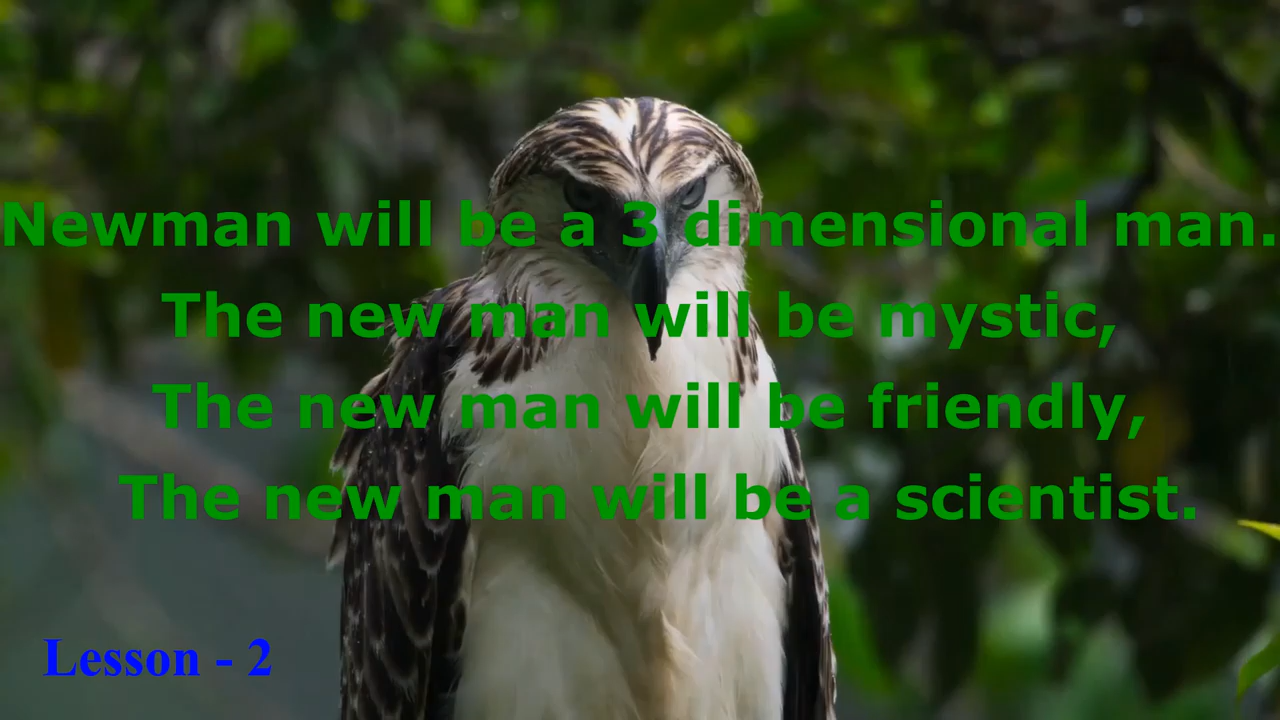 Newman will be a 3 dimensional man.
The new man will be mystic,
The new man will be friendly,
The new man will be a scientist.
Lesson - 2